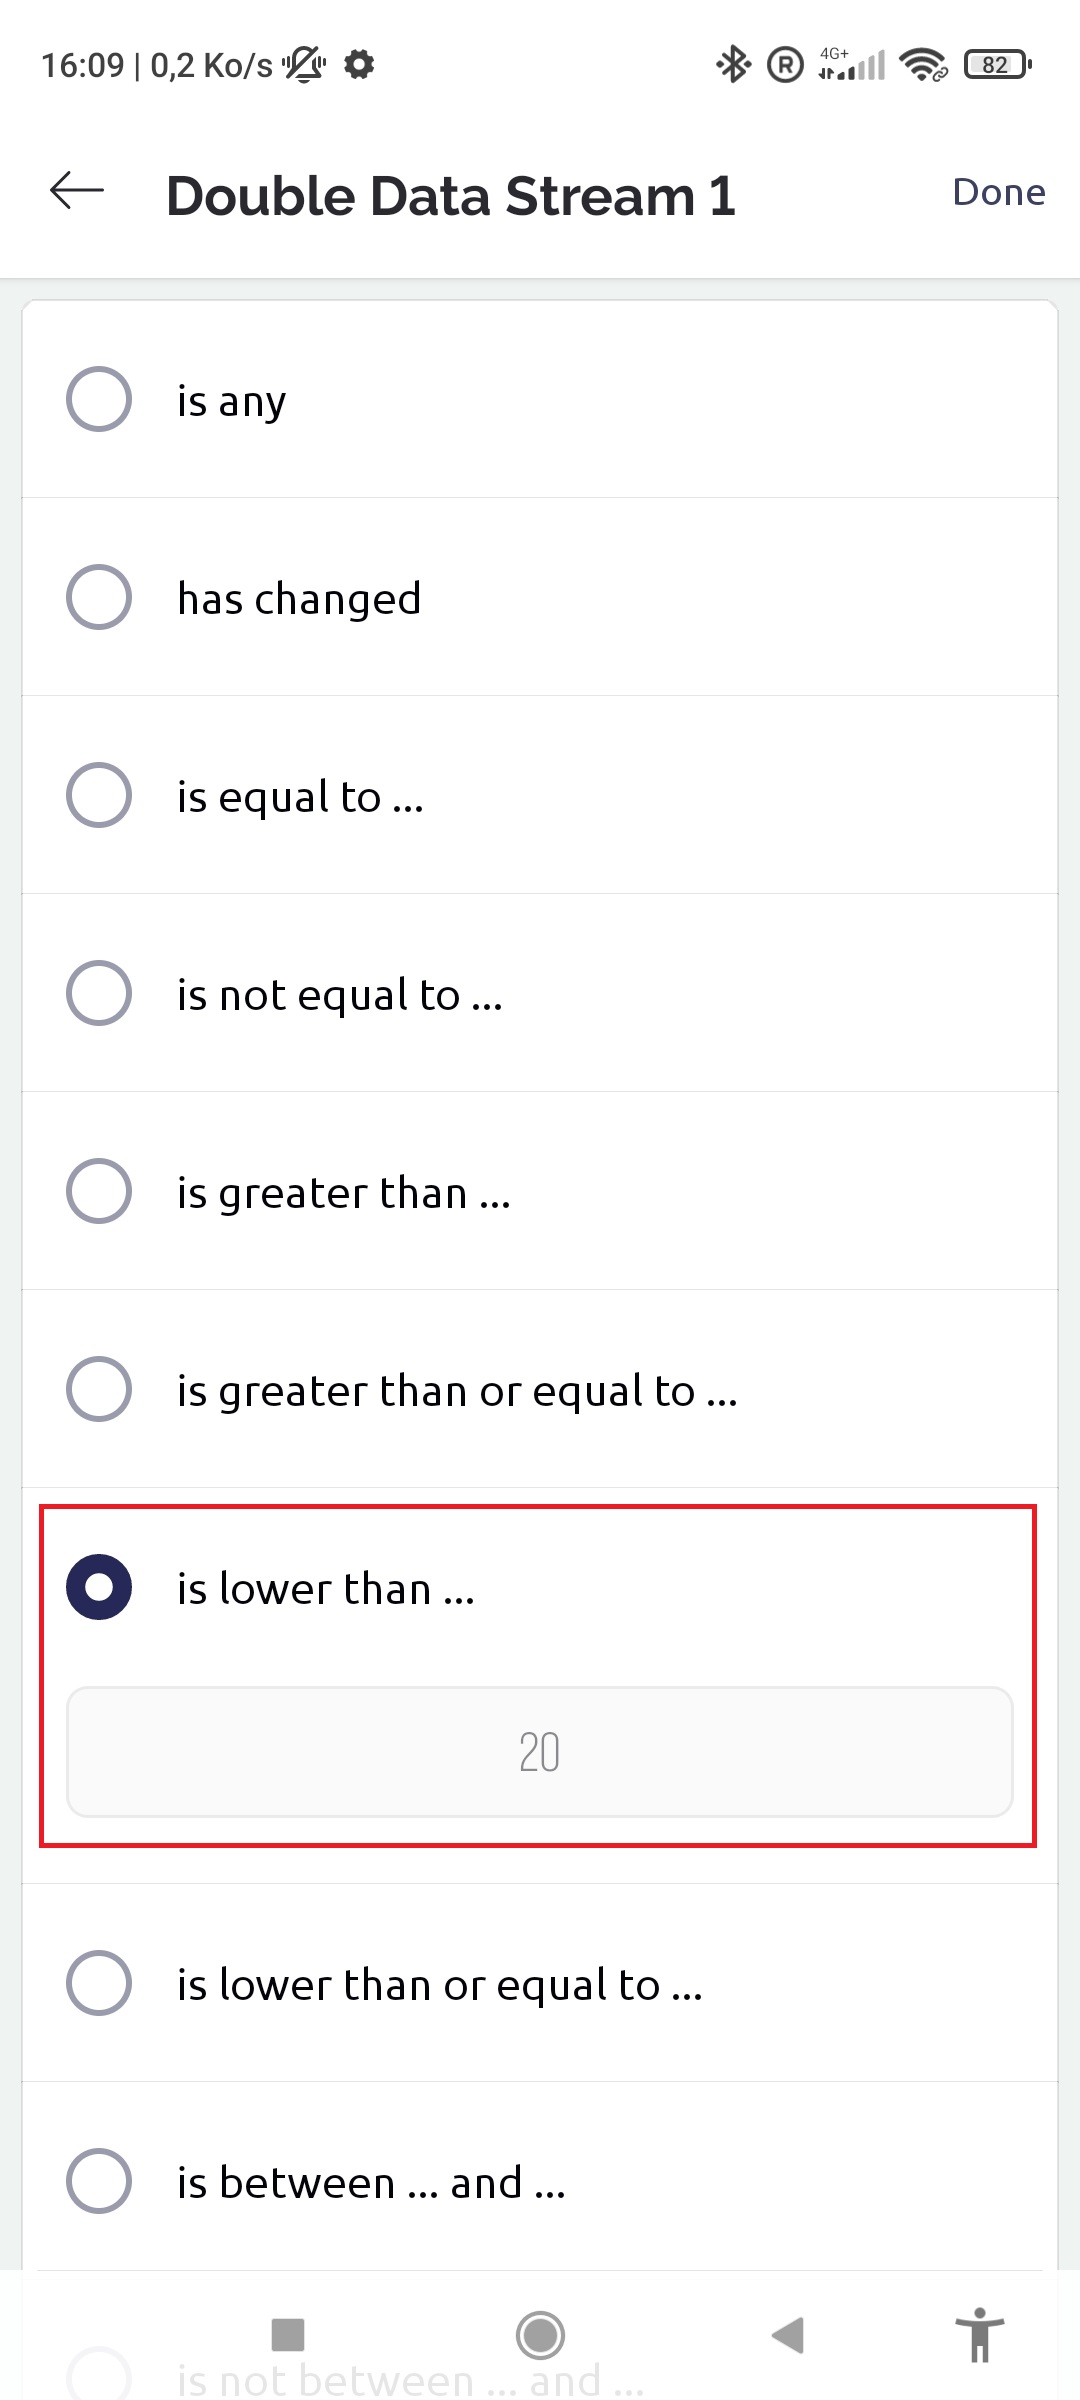 16:09 | 0,2 Ko/s
R 4G+ 82
Double Data Stream 1
Done
is any
has changed
is equal to ...
is not equal to ...
is greater than ...
is greater than or equal to ...
is lower than ...
20
is lower than or equal to ...
is between ... and ...
is not between ... and ...